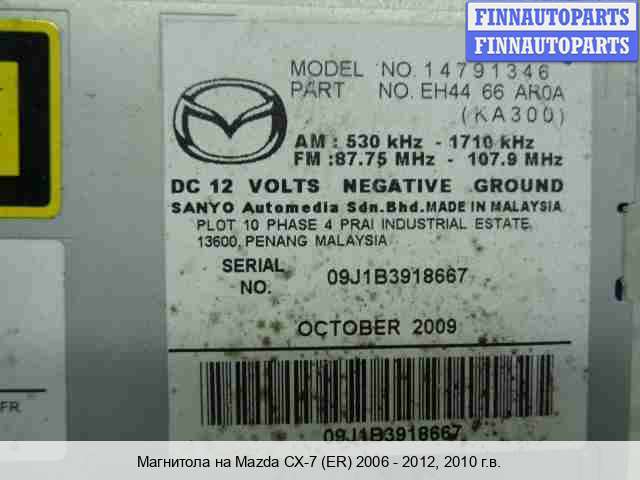 FINNAUTOPARTS
FINNAUTOPARTS
MODEL NO. 14791346
PART NO. EH44 66 AR0A
(KA300)
AM : 530 kHz - 1710 kHz
FM : 87.75 MHz - 107.9 MHz
DC 12 VOLTS NEGATIVE GROUND
SANYO Automedia Sdn.Bhd. MADE IN MALAYSIA
PLOT 10 PHASE 4 PRAI INDUSTRIAL ESTATE,
13600, PENANG MALAYSIA
SERIAL NO. 09J1B3918667
OCTOBER 2009
FR.
09J1B3918667
Магнитола на Mazda CX-7 (ER) 2006 - 2012, 2010 г.в.